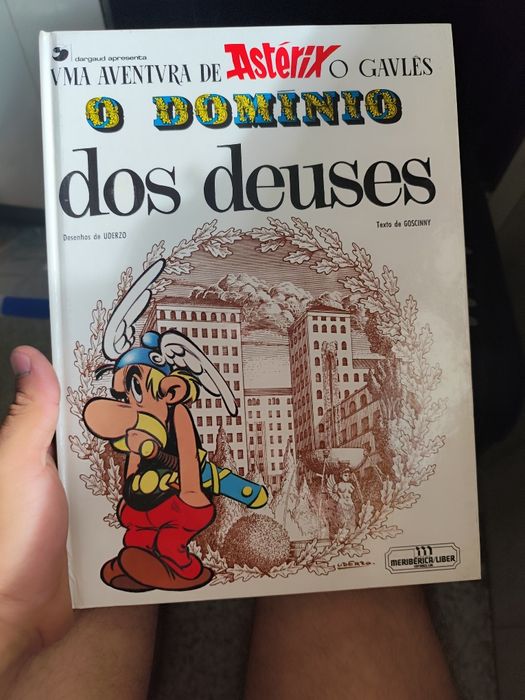 dargaud apresenta
VMA AVENTVRA DE Astérix O GAVLÊS
O DOMÍNIO
dos deuses
Desenhos de UDERZO
Texto de GOSCINNY
UDERZO.
MERIBÉRICA/LIBER